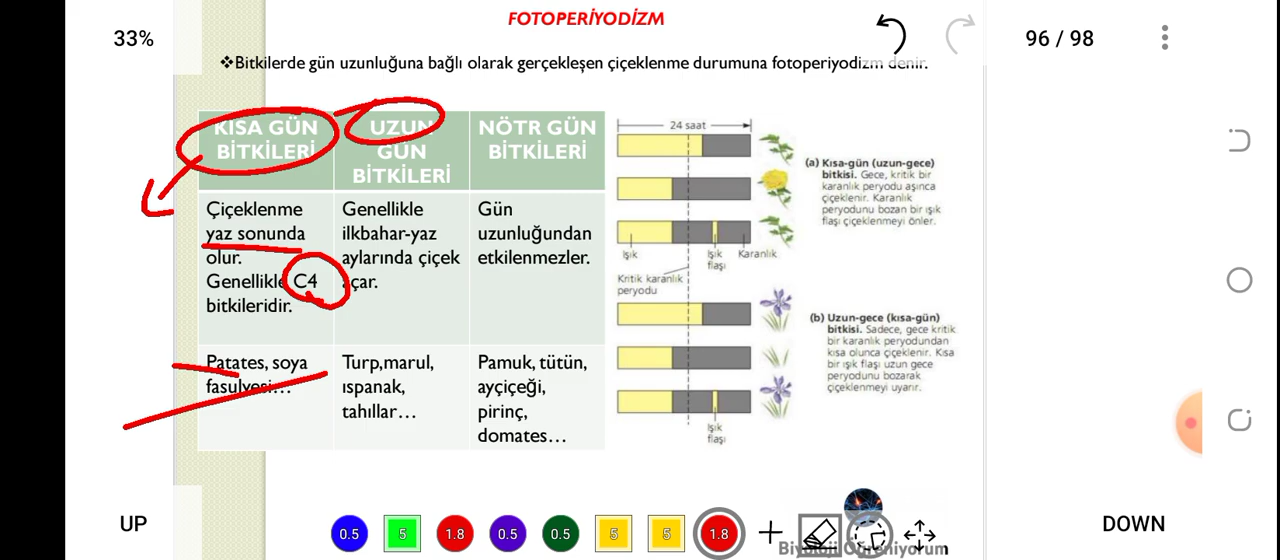 FOTOPERİYODİZM
33%
96 / 98
❖Bitkilerde gün uzunluğuna bağlı olarak gerçekleşen çiçeklenme durumuna fotoperiyodizm denir.
KISA GÜN
BİTKİLERİ
UZUN
GÜN
BİTKİLERİ
NÖTR GÜN
BİTKİLERİ
Çiçeklenme
yaz sonunda
olur.
Genellikle C4
bitkileridir.
Genellikle
ilkbahar-yaz
aylarında çiçek
açar.
Gün
uzunluğundan
etkilenmezler.
Patates, soya
fasulyesi…
Turp,marul,
ıspanak,
tahıllar…
Pamuk, tütün,
ayçiçeği,
pirinç,
domates…
24 saat
Işık
Işık
flaşı
Karanlık
Kritik karanlık
peryodu
Işık
flaşı
(a) Kısa-gün (uzun-gece)
bitkisi. Gece, kritik bir
karanlık peryodu aşınca
çiçeklenir. Karanlık
peryodunu bozan bir ışık
flaşı çiçeklenmeyi önler.
(b) Uzun-gece (kısa-gün)
bitkisi. Sadece, gece kritik
bir karanlık peryodundan
kısa olunca çiçeklenir. Kısa
bir ışık flaşı uzun gece
peryodunu bozarak
çiçeklenmeyi uyarır.
UP
DOWN
0.5
5
1.8
0.5
0.5
5
5
1.8
Biyoloji Öğreniyorum